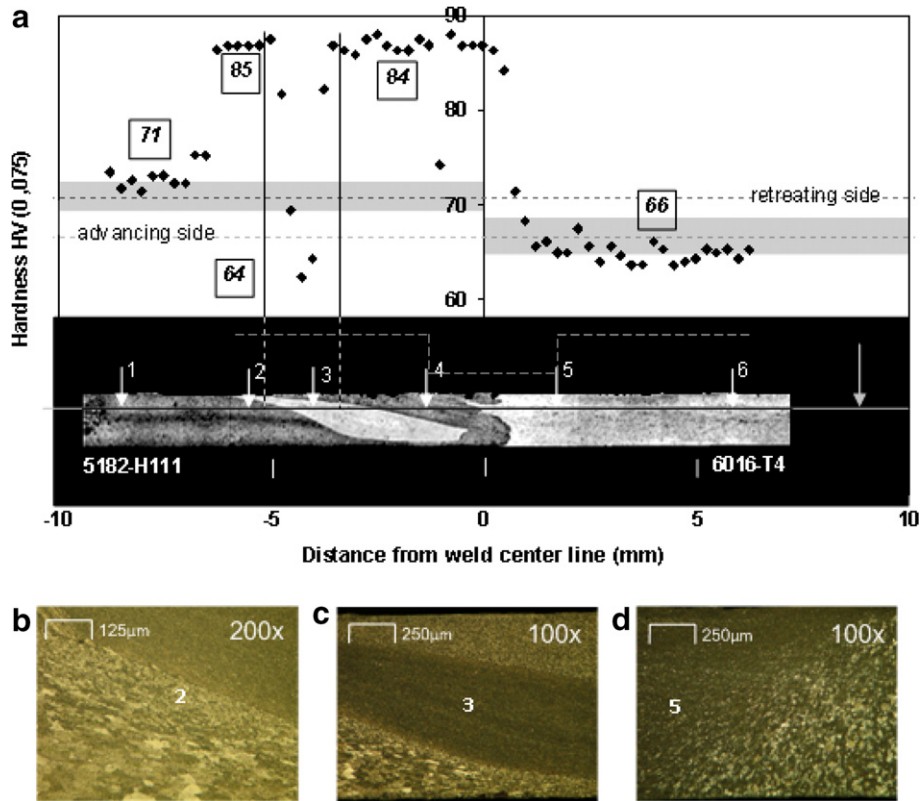 a
90
80
70
60
Hardness HV (0 ,075)
85
84
71
66
64
retreating side
advancing side
1
2
3
4
5
6
5182-H111
6016-T4
-10
-5
0
5
10
Distance from weld center line (mm)
b
125µm
200x
2
c
250µm
100x
3
d
250µm
100x
5